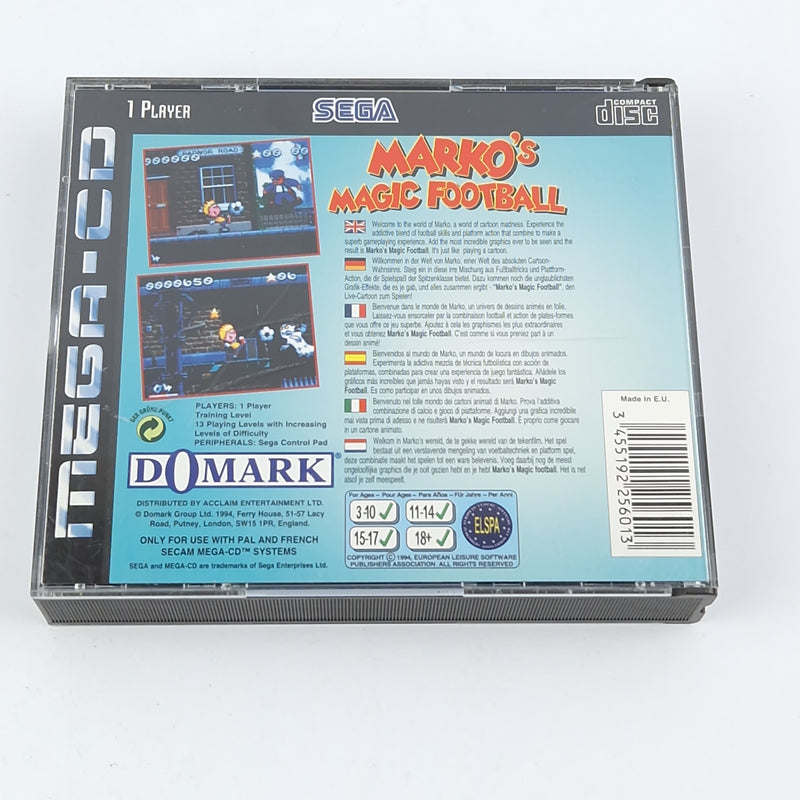 MEGA-CD
1 PLAYER
SEGA
COMPACT
disc
RADNOR ROAD
MARKO'S
MAGIC FOOTBALL
Welcome to the world of Marko, a world of cartoon madness. Experience the
addictive blend of football skills and platform action that combine to make a
superb gameplaying experience. Add the most incredible graphics ever to be seen and the
result is Marko's Magic Football. It's just like playing a cartoon.
Willkommen in der Welt von Marko, einer Welt des absoluten Cartoon-
Wahnsinns. Steig ein in diese irre Mischung aus Fußballtricks und Plattform-
Action, die dir Spielspaß der Spitzenklasse bietet. Dazu kommen noch die unglaublichsten
Grafik-Effekte, die es je gab, und alles zusammen ergibt - "Marko's Magic Football", den
Live-Cartoon zum Spielen!
Bienvenue dans le monde de Marko, un univers de dessins animés en folie.
Laissez-vous ensorceler par la combinaison football et action de plates-formes
que vous offre ce jeu superbe. Ajoutez à cela les graphismes les plus extraordinaires
et vous obtenez Marko's Magic Football. C'est comme si vous preniez part à un
dessin animé!
Bienvenidos al mundo de Marko, un mundo de locura en dibujos animados.
Experimenta la adictiva mezcla de técnica futbolística con acción de
plataformas, combinadas para crear una experiencia de juego fantástica. Añádele los
gráficos más increíbles que jamás hayas visto y el resultado será Marko's Magic
Football. Es como participar en unos dibujos animados.
Benvenuto nel folle mondo dei cartoni animati di Marko. Prova l'additiva
combinazione di calcio e gioco di piattaforme. Aggiungi una grafica incredibile
mai vista prima di adesso e ne risulterà Marko's Magic Football. È proprio come giocare
in un cartone animato.
Welkom in Marko's wereld, de te gekke wereld van de tekenfilm. Het spel
bestaat uit een verslavende mengeling van voetbaltechniek en platformactie,
deze combinatie maakt het spelen tot een ware belevenis. Voeg daarbij nog de meest
ongelooflijke graphics die je ooit gezien hebt en je hebt Marko's Magic football. Het is net
alsof je zelf meespeelt.
0000650
06
DER GRÜNE PUNKT
PLAYERS: 1 Player
Training Level
13 Playing Levels with Increasing
Levels of Difficulty
PERIPHERALS: Sega Control Pad
DOMARK®
DISTRIBUTED BY ACCLAIM ENTERTAINMENT LTD.
© Domark Group Ltd. 1994, Ferry House, 51-57 Lacy
Road, Putney, London, SW15 1PR, England.
ONLY FOR USE WITH PAL AND FRENCH
SECAM MEGA-CD™ SYSTEMS
SEGA and MEGA-CD are trademarks of Sega Enterprises Ltd.
For Ages - Pour Ages - Para Años - Für Jahre - Per Anni
3-10
11-14
15-17
18+
ELSPA
COPYRIGHT © 1994, EUROPEAN LEISURE SOFTWARE
PUBLISHERS ASSOCIATION. ALL RIGHTS RESERVED
Made in E.U.
3 455192 256013